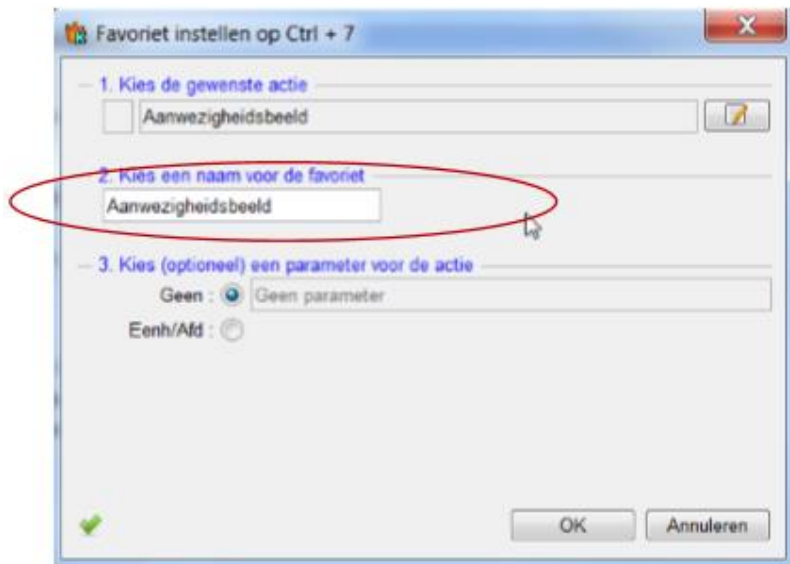 Favoriet instellen op Ctrl + 7
1. Kies de gewenste actie
Aanwezigheidsbeeld
2. Kies een naam voor de favoriet
Aanwezigheidsbeeld
3. Kies (optioneel) een parameter voor de actie
Geen : Geen parameter
Eenh/Afd :
OK Annuleren